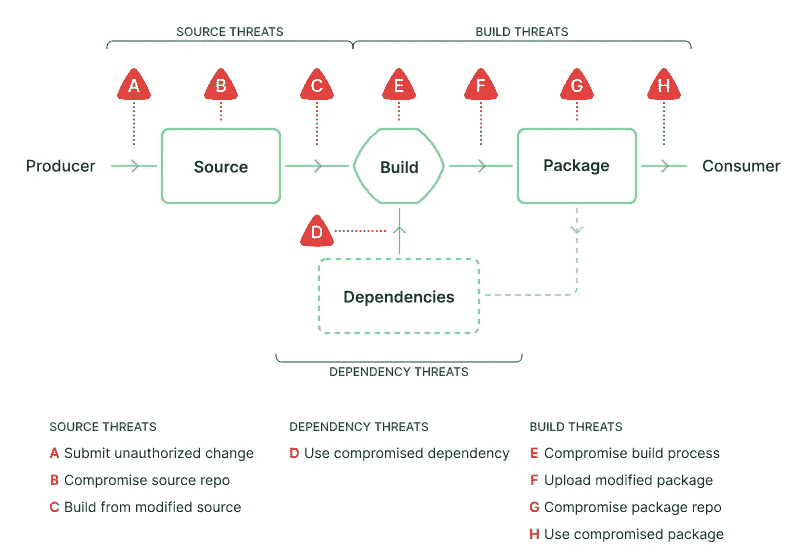 SOURCE THREATS BUILD THREATS
A B C E F G H
Producer Source Build Package Consumer
D
Dependencies
DEPENDENCY THREATS
SOURCE THREATS
A Submit unauthorized change
B Compromise source repo
C Build from modified source
DEPENDENCY THREATS
D Use compromised dependency
BUILD THREATS
E Compromise build process
F Upload modified package
G Compromise package repo
H Use compromised package